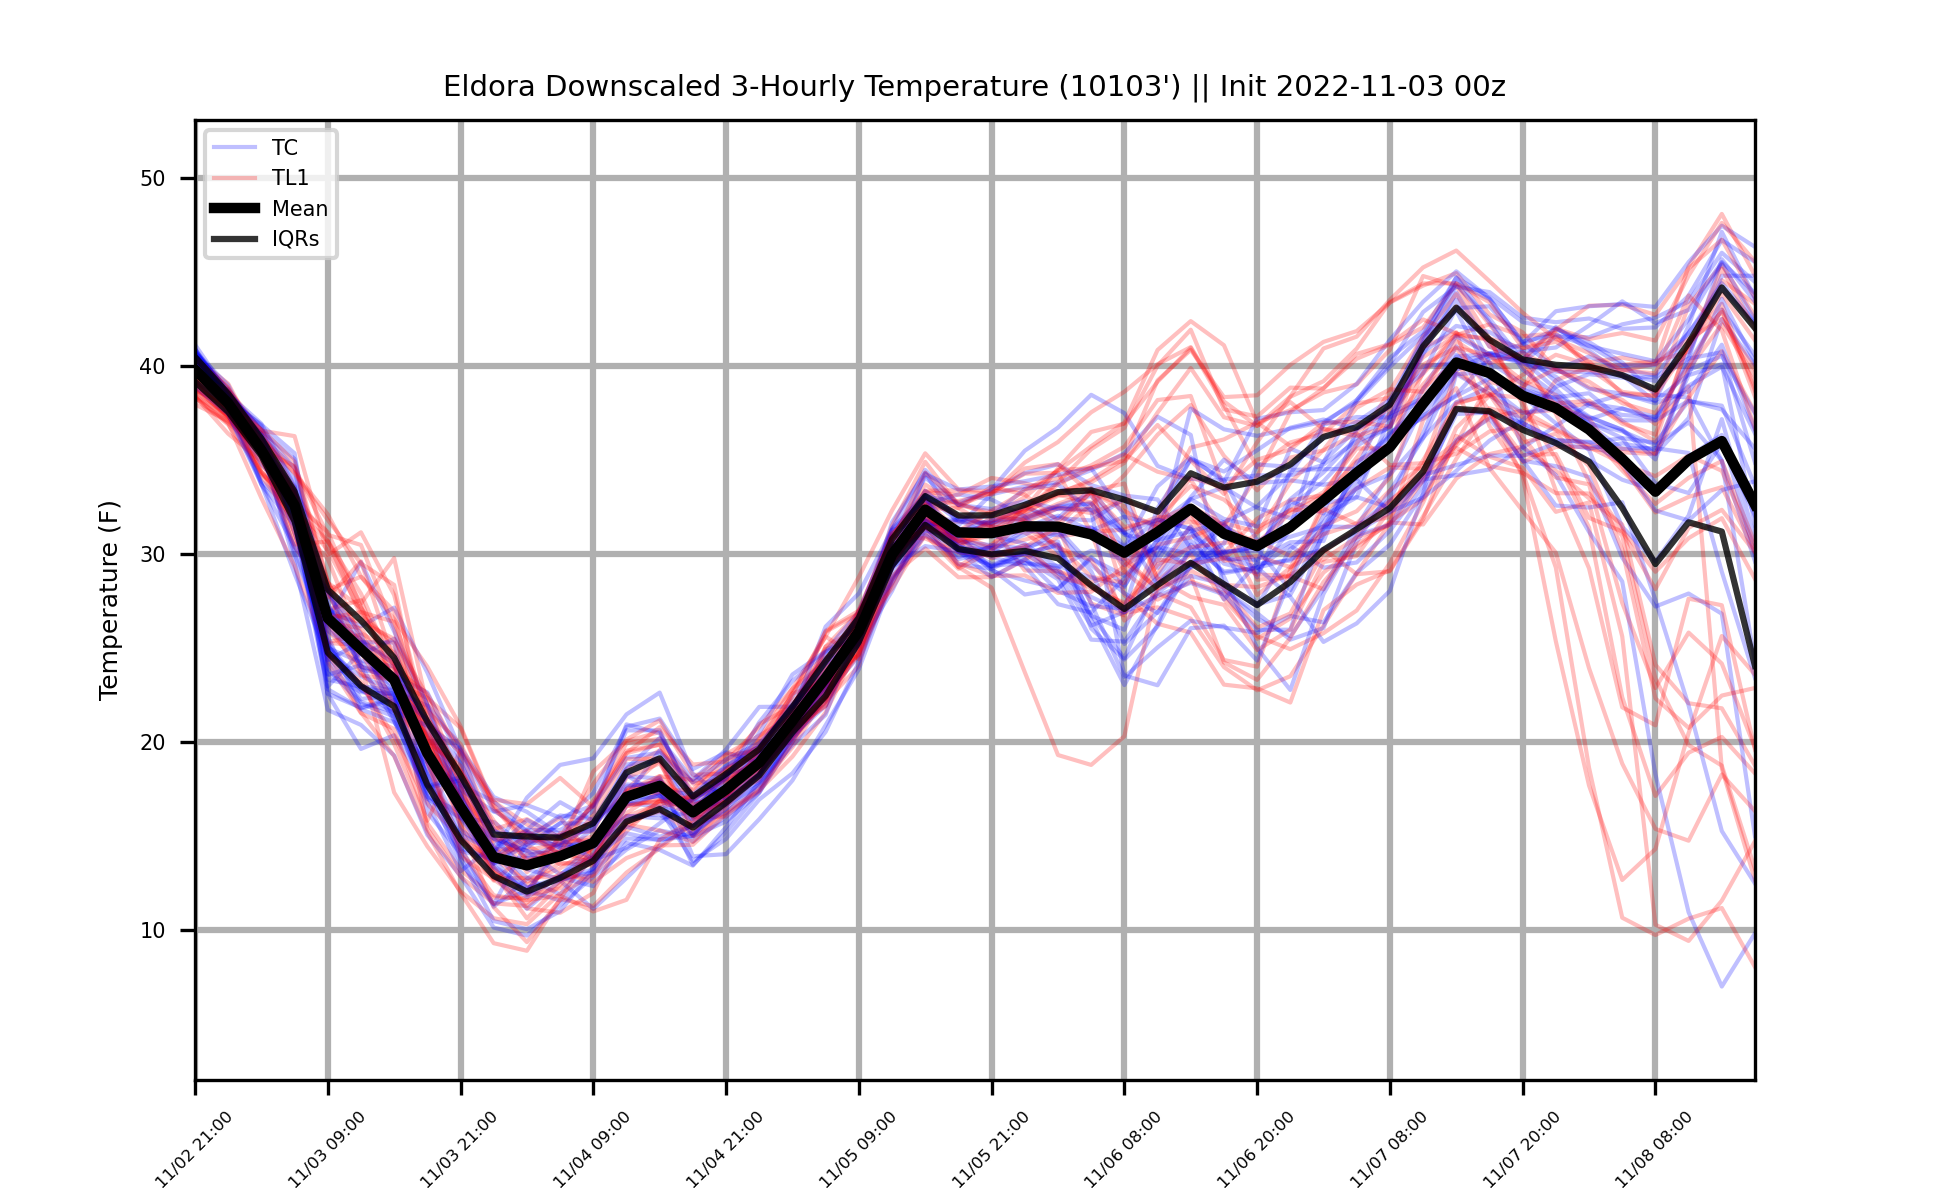 Eldora Downscaled 3-Hourly Temperature (10103') || Init 2022-11-03 00z
TC
TL1
Mean
IQRs
Temperature (F)
50
40
30
20
10
11/02 21:00
11/03 09:00
11/03 21:00
11/04 09:00
11/04 21:00
11/05 09:00
11/05 21:00
11/06 08:00
11/06 20:00
11/07 08:00
11/07 20:00
11/08 08:00